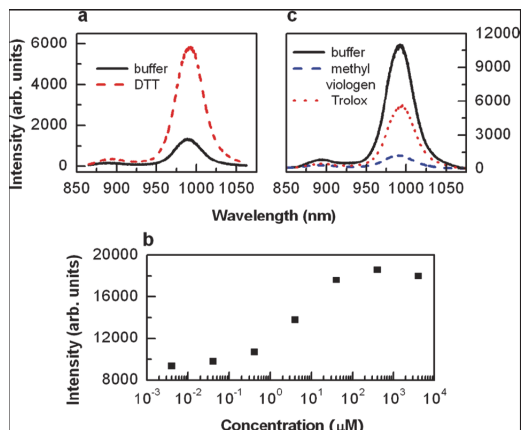 a
c
Intensity (arb. units)
6000
4000
2000
0
buffer
DTT
850 900 950 1000 1050
buffer
methyl
viologen
Trolox
12000
9000
6000
3000
0
850 900 950 1000 1050
Wavelength (nm)
b
Intensity (arb. units)
20000
16000
12000
8000
10⁻³ 10⁻² 10⁻¹ 10⁰ 10¹ 10² 10³ 10⁴
Concentration (μM)